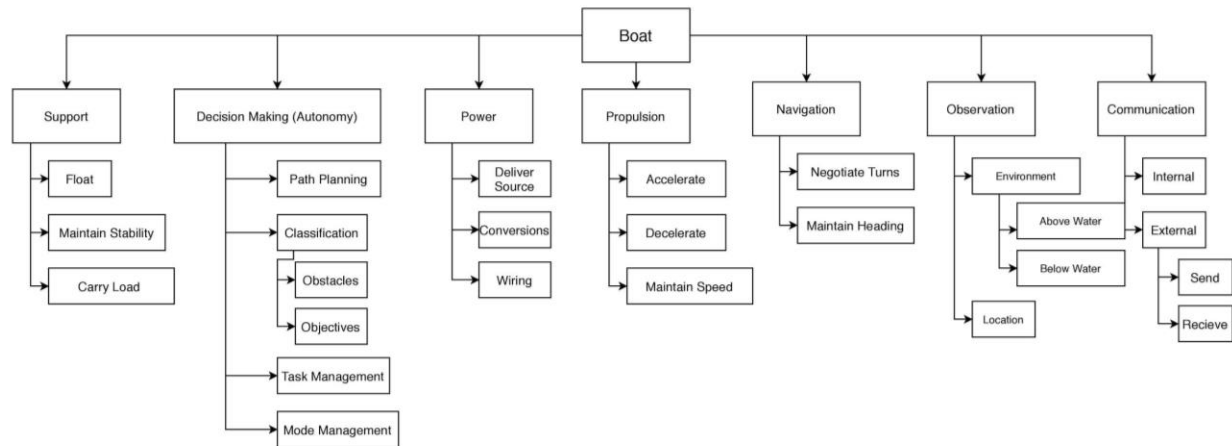 Boat
Support
Decision Making (Autonomy)
Power
Propulsion
Navigation
Observation
Communication
Float
Maintain Stability
Carry Load
Path Planning
Classification
Obstacles
Objectives
Task Management
Mode Management
Deliver
Source
Conversions
Wiring
Accelerate
Decelerate
Maintain Speed
Negotiate Turns
Maintain Heading
Environment
Above Water
Below Water
Location
Internal
External
Send
Recieve